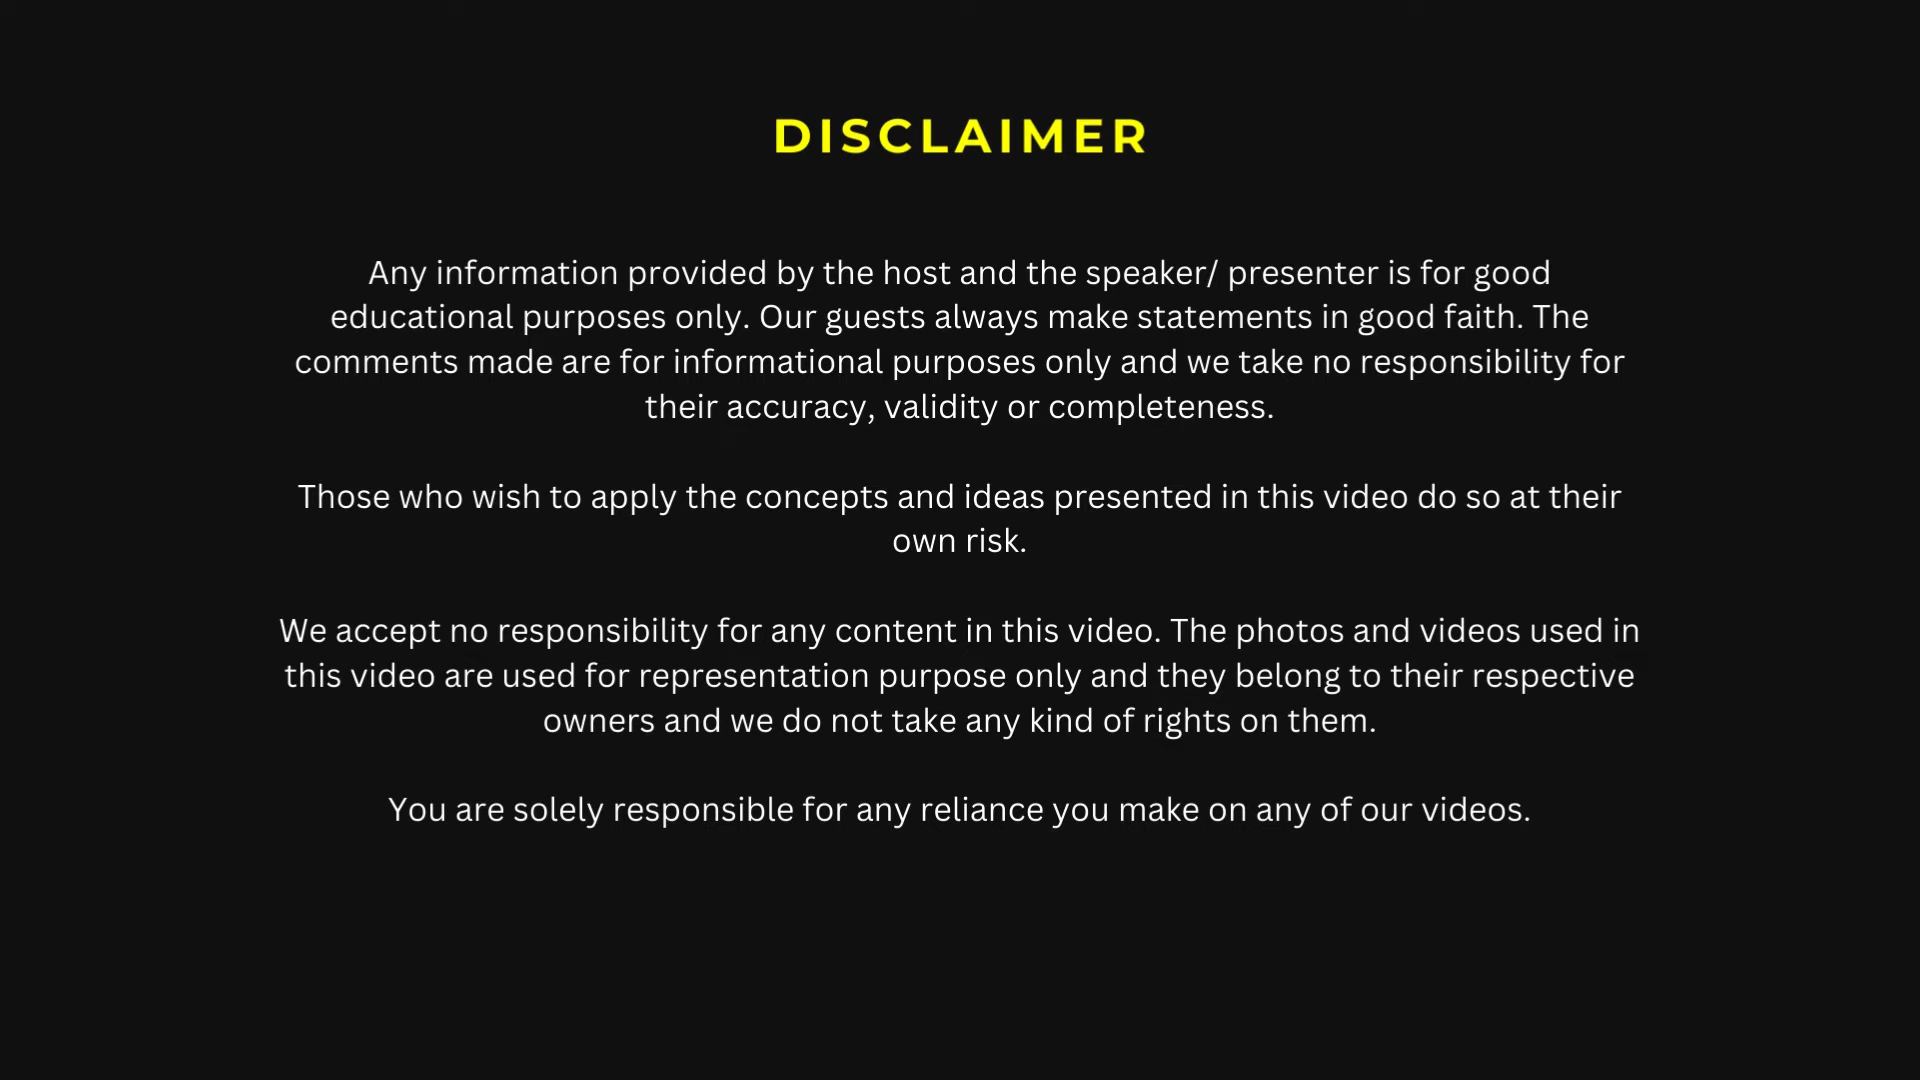 DISCLAIMER
Any information provided by the host and the speaker/ presenter is for good
educational purposes only. Our guests always make statements in good faith. The
comments made are for informational purposes only and we take no responsibility for
their accuracy, validity or completeness.
Those who wish to apply the concepts and ideas presented in this video do so at their
own risk.
We accept no responsibility for any content in this video. The photos and videos used in
this video are used for representation purpose only and they belong to their respective
owners and we do not take any kind of rights on them.
You are solely responsible for any reliance you make on any of our videos.